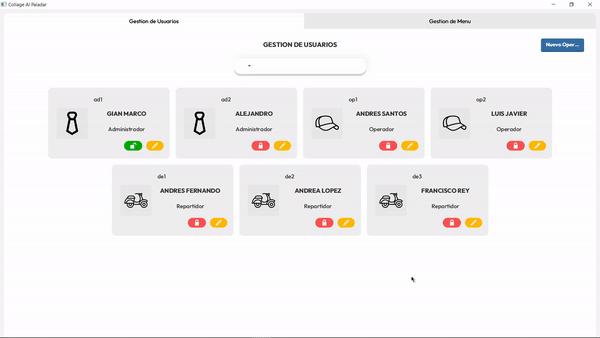 Collage Al Paladar
Gestion de Usuarios
Gestion de Menu
GESTION DE USUARIOS
Nuevo Oper...
ad1
GIAN MARCO
Administrador
ad2
ALEJANDRO
Administrador
op1
ANDRES SANTOS
Operador
op2
LUIS JAVIER
Operador
de1
ANDRES FERNANDO
Repartidor
de2
ANDREA LOPEZ
Repartidor
de3
FRANCISCO REY
Repartidor